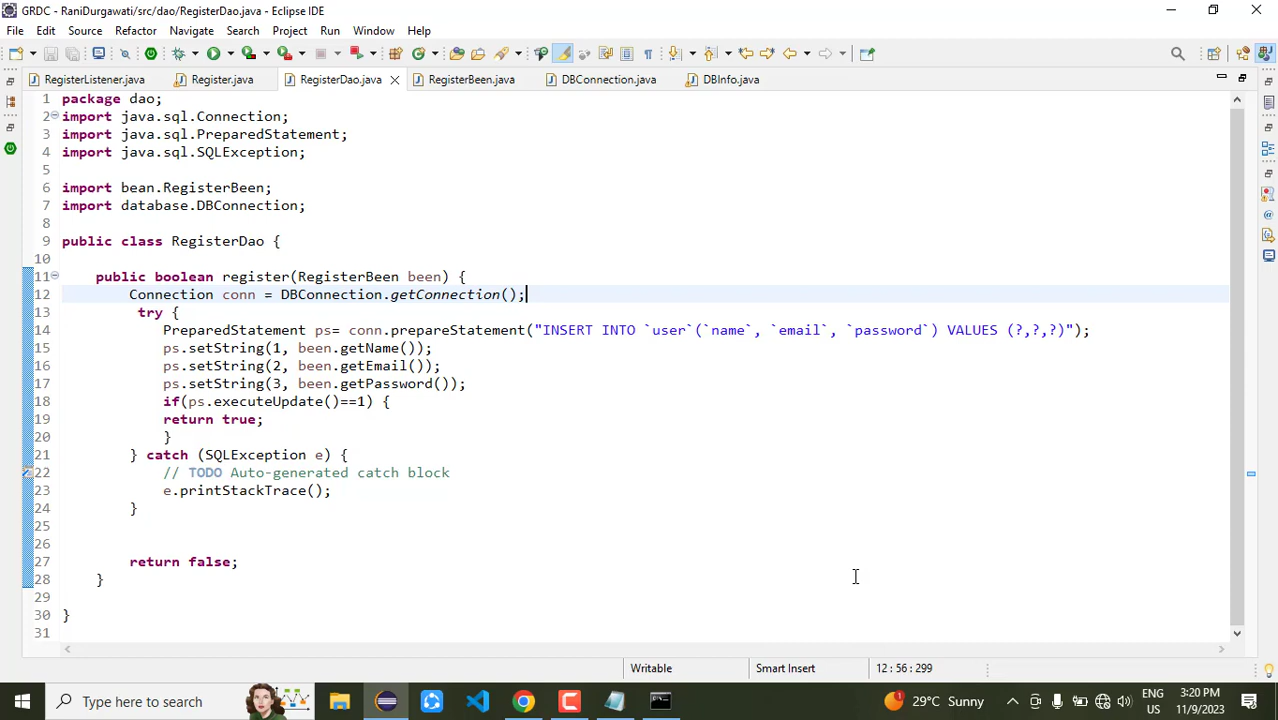 GRDC - RaniDurgawati/src/dao/RegisterDao.java - Eclipse IDE
File Edit Source Refactor Navigate Search Project Run Window Help
RegisterListener.java Register.java RegisterDao.java RegisterBeen.java DBConnection.java DBInfo.java
1 package dao;
2 import java.sql.Connection;
3 import java.sql.PreparedStatement;
4 import java.sql.SQLException;
5
6 import bean.RegisterBeen;
7 import database.DBConnection;
8
9 public class RegisterDao {
10
11 public boolean register(RegisterBeen been) {
12 Connection conn = DBConnection.getConnection();
13 try {
14 PreparedStatement ps= conn.prepareStatement("INSERT INTO `user`(`name`, `email`, `password`) VALUES (?,?,?)");
15 ps.setString(1, been.getName());
16 ps.setString(2, been.getEmail());
17 ps.setString(3, been.getPassword());
18 if(ps.executeUpdate()==1) {
19 return true;
20 }
21 } catch (SQLException e) {
22 // TODO Auto-generated catch block
23 e.printStackTrace();
24 }
25
26
27 return false;
28 }
29
30 }
31
Writable Smart Insert 12 : 56 : 299
Type here to search 1 29°C Sunny ENG 3:20 PM
US 11/9/2023